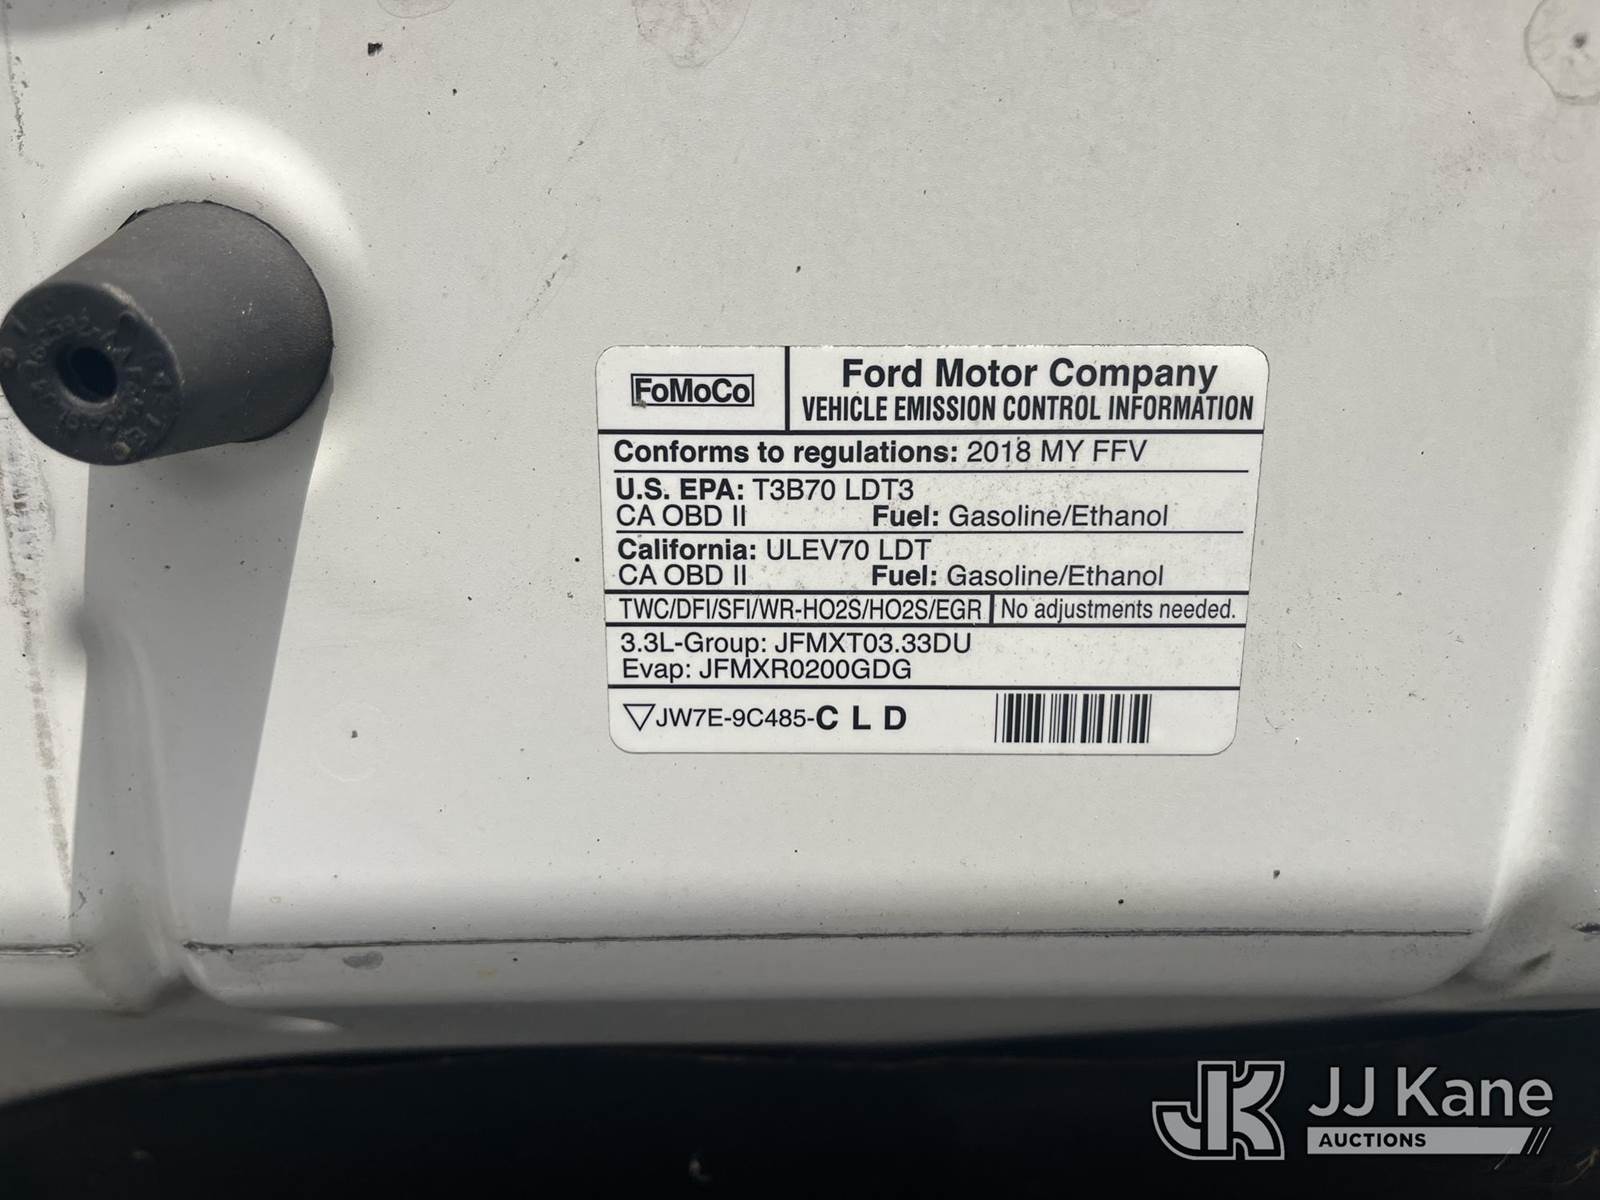 FoMoCo
Ford Motor Company
VEHICLE EMISSION CONTROL INFORMATION
Conforms to regulations: 2018 MY FFV
U.S. EPA: T3B70 LDT3
CA OBD II Fuel: Gasoline/Ethanol
California: ULEV70 LDT
CA OBD II Fuel: Gasoline/Ethanol
TWC/DFI/SFI/WR-HO2S/HO2S/EGR No adjustments needed.
3.3L-Group: JFMXT03.33DU
Evap: JFMXR0200GDG
JW7E-9C485-C L D
JK JJ Kane
AUCTIONS